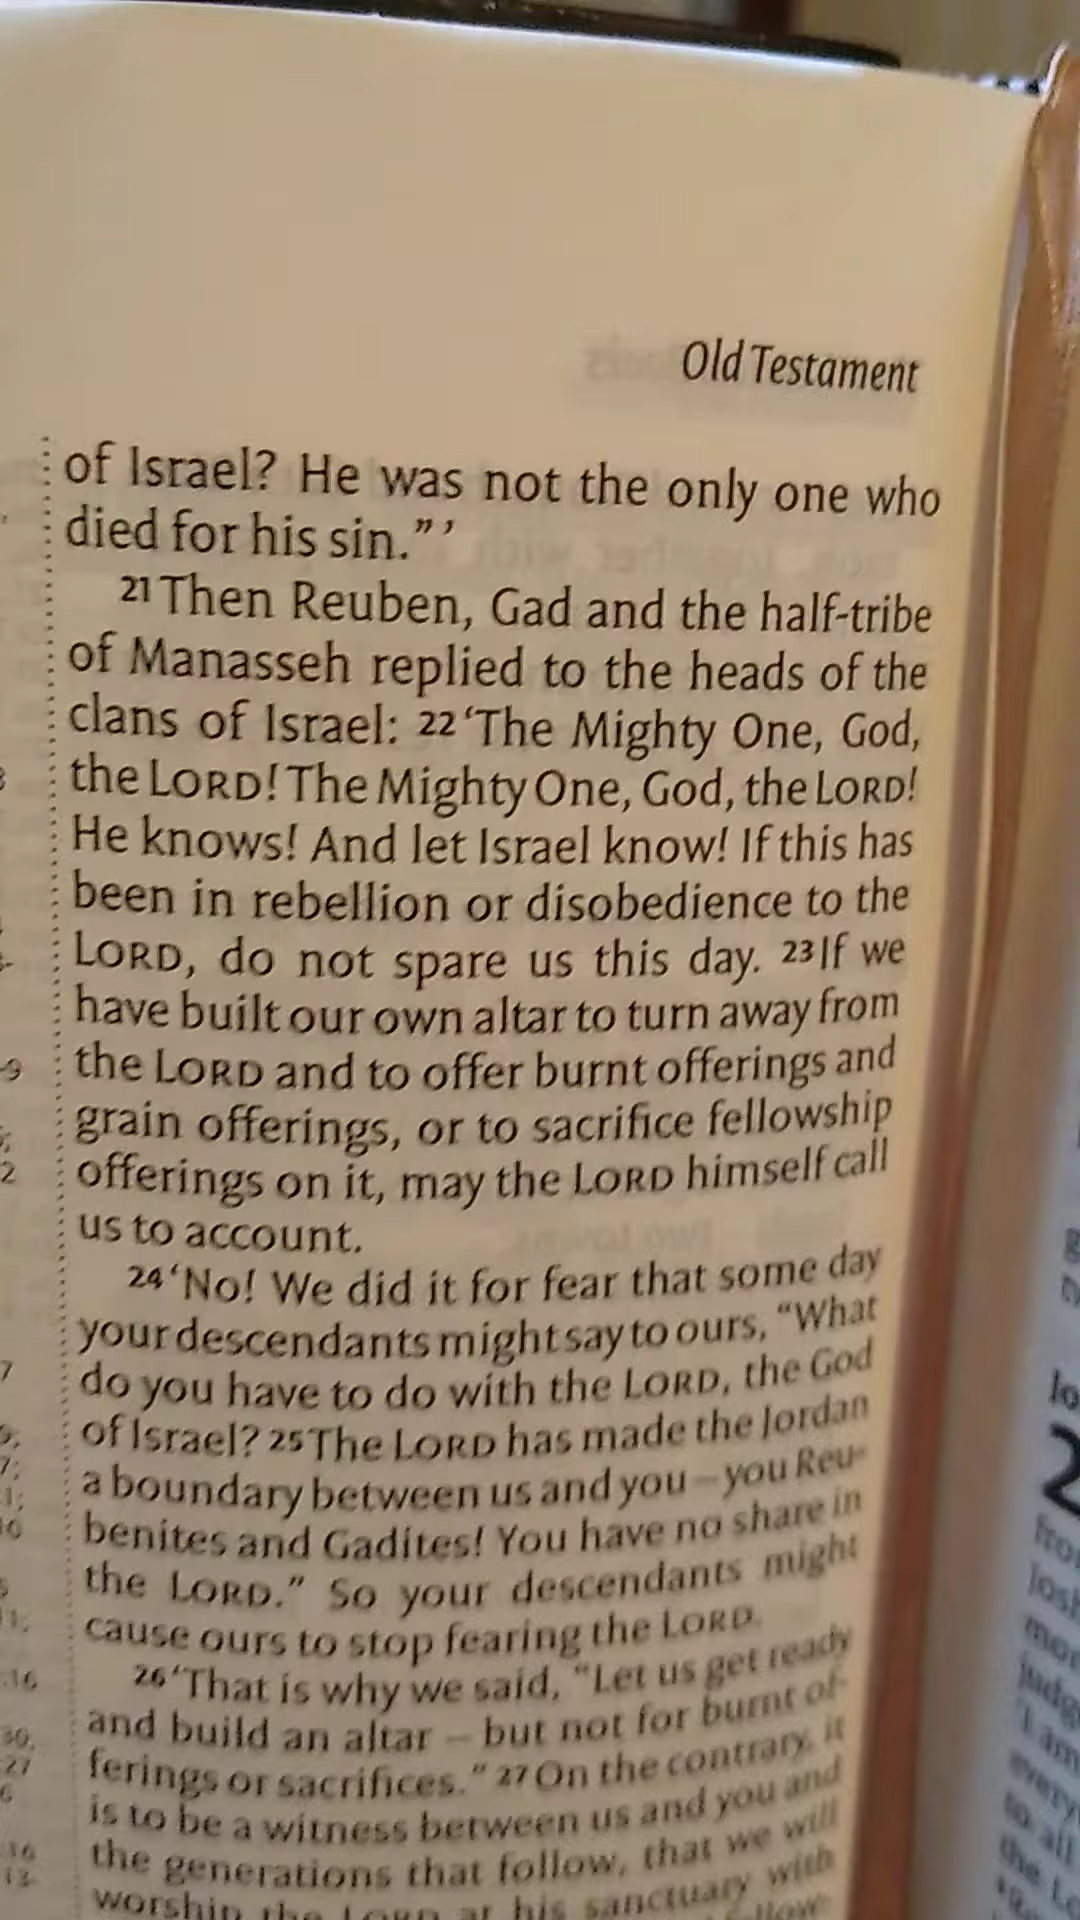 Old Testament
of Israel? He was not the only one who
died for his sin.” ’
21 Then Reuben, Gad and the half-tribe
of Manasseh replied to the heads of the
clans of Israel: 22 ‘The Mighty One, God,
the LORD! The Mighty One, God, the LORD!
He knows! And let Israel know! If this has
been in rebellion or disobedience to the
LORD, do not spare us this day. 23 If we
have built our own altar to turn away from
the LORD and to offer burnt offerings and
grain offerings, or to sacrifice fellowship
offerings on it, may the LORD himself call
us to account.
24 ‘No! We did it for fear that some day
your descendants might say to ours, “What
do you have to do with the LORD, the God
of Israel? 25 The LORD has made the Jordan
a boundary between us and you – you Reu-
benites and Gadites! You have no share in
the LORD.” So your descendants might
cause ours to stop fearing the LORD.
26 ‘That is why we said, “Let us get ready
and build an altar – but not for burnt of-
ferings or sacrifices.” 27 On the contrary, it
is to be a witness between us and you and
the generations that follow, that we will
worship the LORD at his sanctuary with